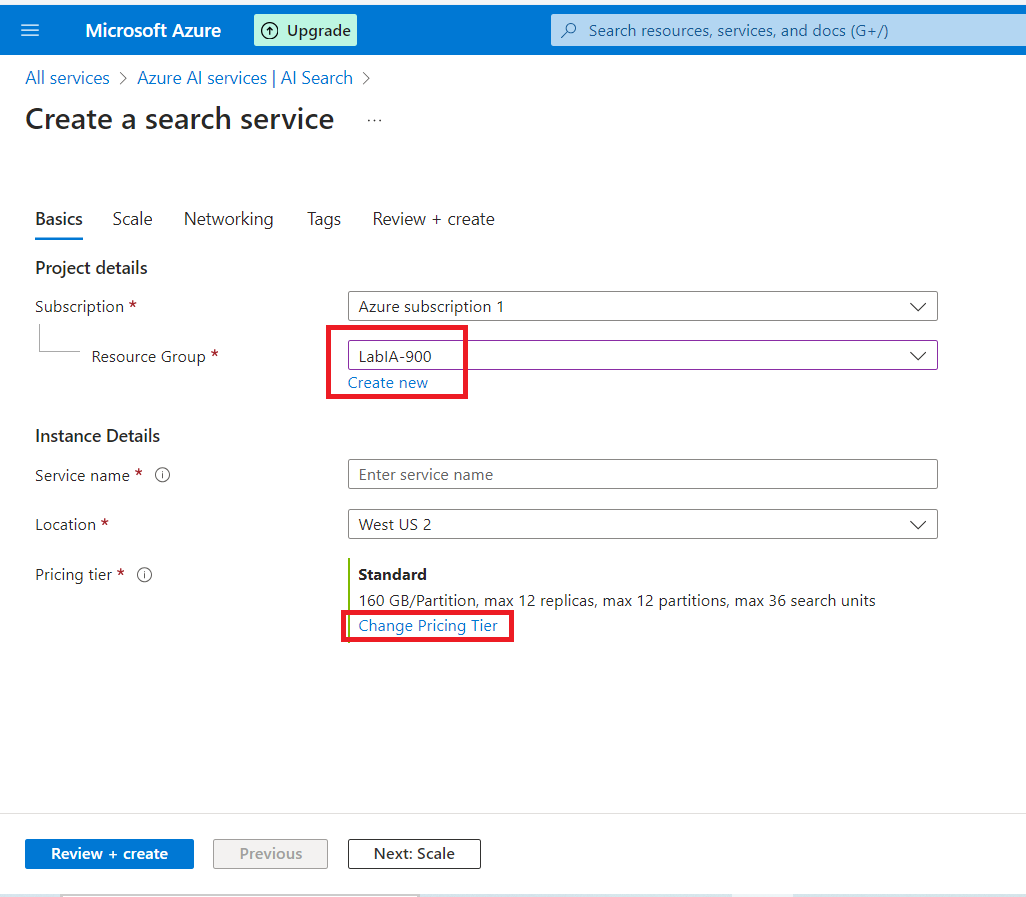 Microsoft Azure Upgrade Search resources, services, and docs (G+/)
All services > Azure AI services | AI Search >
Create a search service ...
Basics Scale Networking Tags Review + create
Project details
Subscription * Azure subscription 1
Resource Group * LabIA-900
Create new
Instance Details
Service name * Enter service name
Location * West US 2
Pricing tier * Standard
160 GB/Partition, max 12 replicas, max 12 partitions, max 36 search units
Change Pricing Tier
Review + create Previous Next: Scale